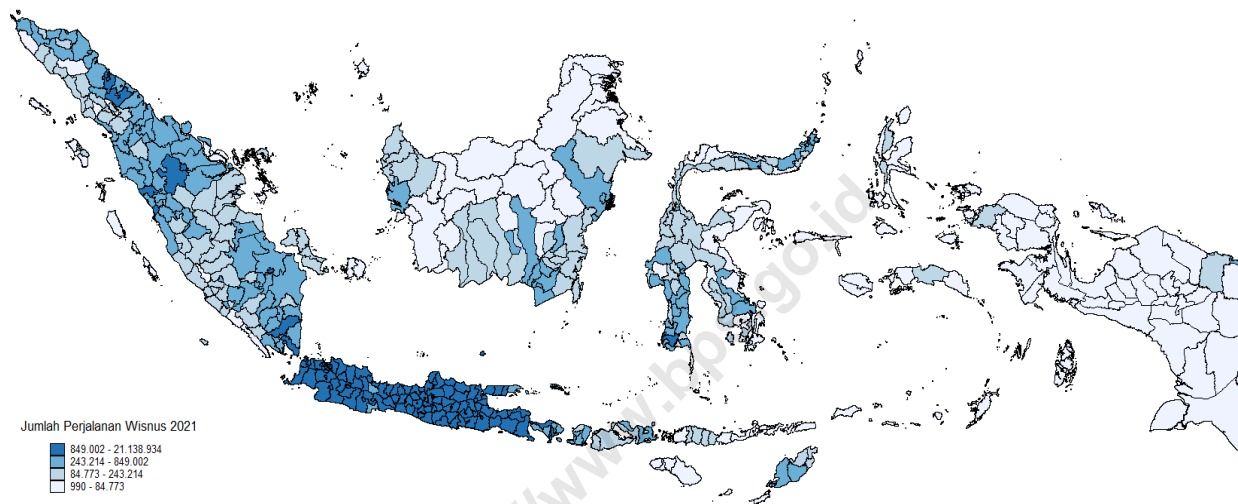 //www.bps.go.id
Jumlah Perjalanan Wisnus 2021
849.002 - 21.138.934
243.214 - 849.002
84.773 - 243.214
990 - 84.773